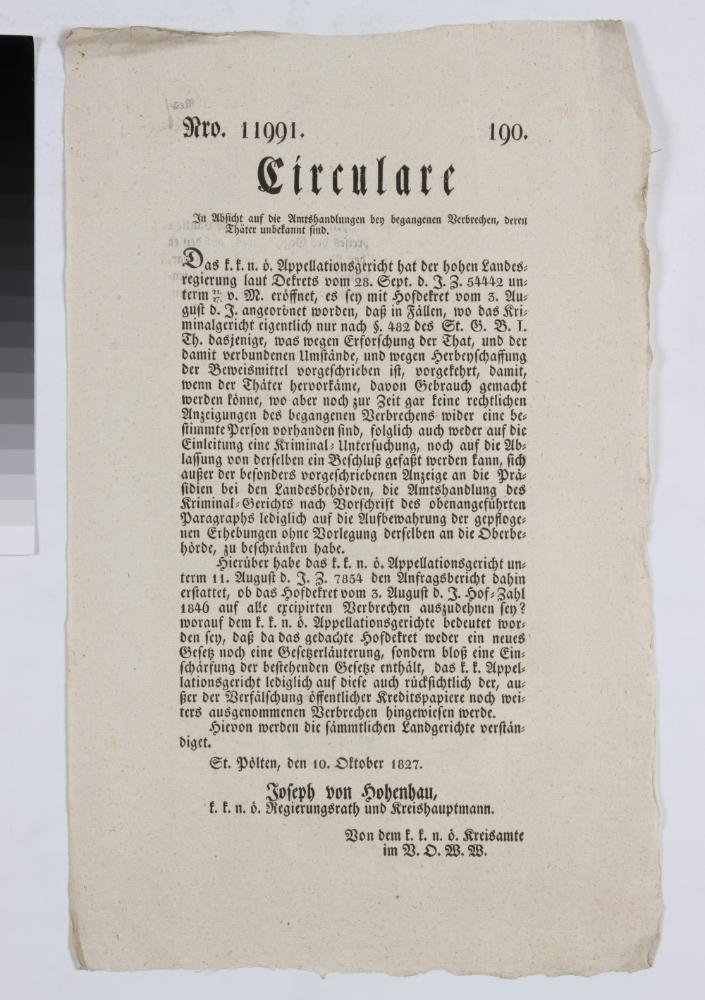 Nro. 11991. 190.
Circulare
In Absicht auf die Amtshandlungen bey begangenen Verbrechen, deren
Thäter unbekannt sind.
Das k. k. n. ö. Appellationsgericht hat der hohen Landes-
regierung laut Dekrets vom 28. Sept. d. J. Z. 54442 un-
term 21/27. v. M. eröffnet, es sey mit Hofdekret vom 3. Au-
gust d. J. angeordnet worden, daß in Fällen, wo das Kri-
minalgericht eigentlich nur nach §. 482 des St. G. B. I.
Th. dasjenige, was wegen Erforschung der That, und der
damit verbundenen Umstände, und wegen Herbeyschaffung
der Beweismittel vorgeschrieben ist, vorgekehrt, damit,
wenn der Thäter hervorkäme, davon Gebrauch gemacht
werden könne, wo aber noch zur Zeit gar keine rechtlichen
Anzeigungen des begangenen Verbrechens wider eine be-
stimmte Person vorhanden sind, folglich auch weder auf die
Einleitung eine Kriminal-Untersuchung, noch auf die Ab-
lassung von derselben ein Beschluß gefaßt werden kann, sich
außer der besonders vorgeschriebenen Anzeige an die Prä-
sidien bei den Landesbehörden, die Amtshandlung des
Kriminal-Gerichts nach Vorschrift des obenangeführten
Paragraphs lediglich auf die Aufbewahrung der gepfloge-
nen Erhebungen ohne Vorlegung derselben an die Oberbe-
hörde, zu beschränken habe.
Hierüber habe das k. k. n. ö. Appellationsgericht un-
term 11. August d. J. Z. 7854 den Anfragsbericht dahin
erstattet, ob das Hofdekret vom 3. August d. J. Hof-Zahl
1846 auf alle excipirten Verbrechen auszudehnen sey?
worauf dem k. k. n. ö. Appellationsgerichte bedeutet wor-
den sey, daß da das gedachte Hofdekret weder ein neues
Gesetz noch eine Gesetzerläuterung, sondern bloß eine Ein-
schärfung der bestehenden Gesetze enthält, das k. k. Appel-
lationsgericht lediglich auf diese auch rücksichtlich der, au-
ßer der Verfälschung öffentlicher Kreditspapiere noch wei-
ters ausgenommenen Verbrechen hingewiesen werde.
Hievon werden die sämmtlichen Landgerichte verstän-
diget.
St. Pölten, den 10. Oktober 1827.
Joseph von Hohenhau,
k. k. n. ö. Regierungsrath und Kreishauptmann.
Von dem k. k. n. ö. Kreisamte
im V. O. W. W.